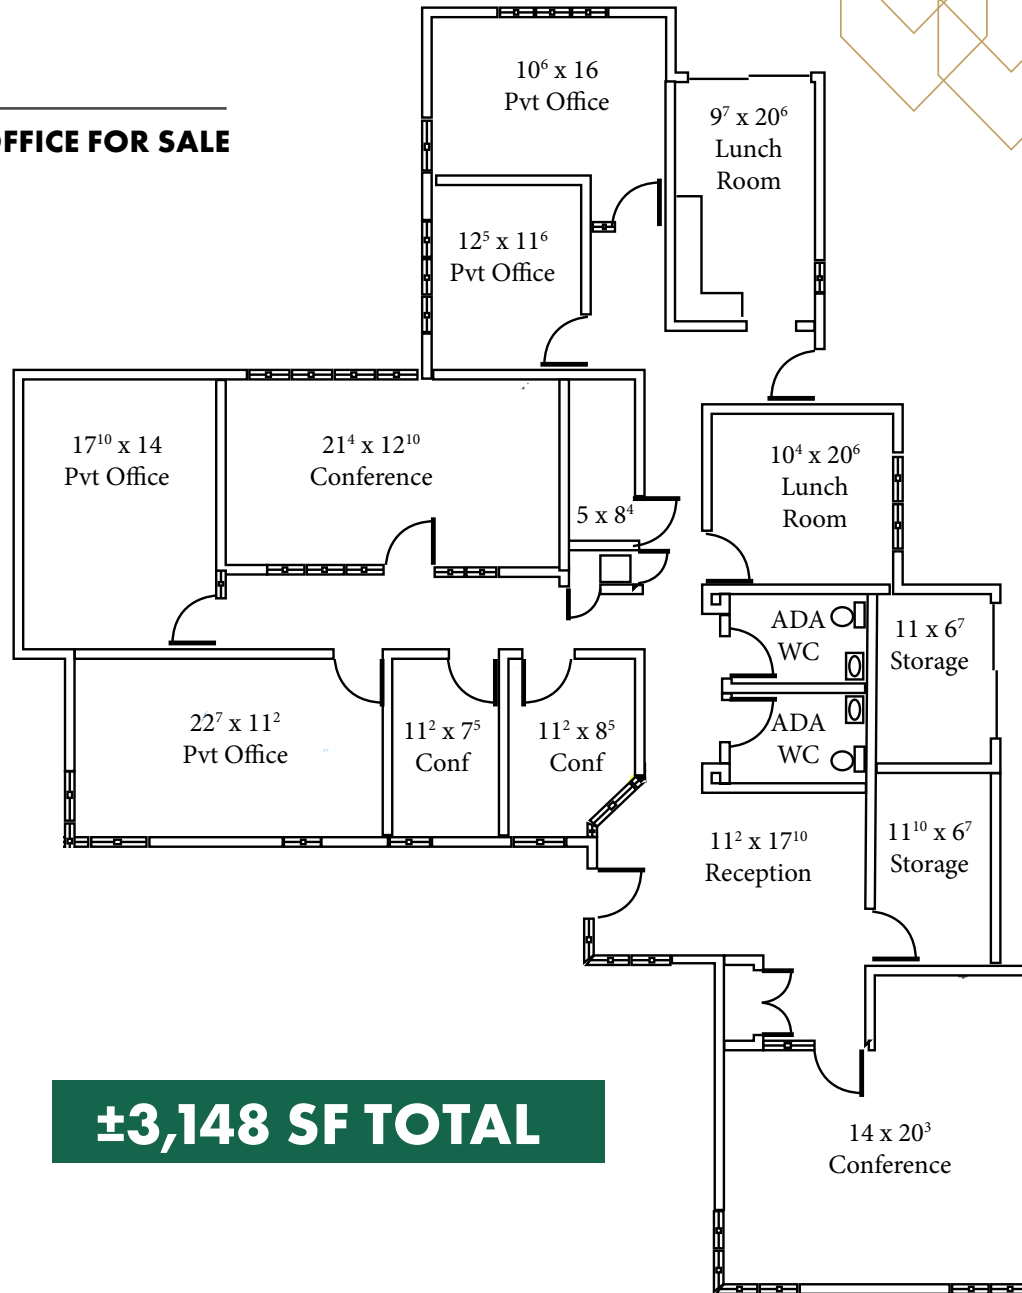 OFFICE FOR SALE
10⁶ x 16
Pvt Office
9⁷ x 20⁶
Lunch
Room
12⁵ x 11⁶
Pvt Office
17¹⁰ x 14
Pvt Office
21⁴ x 12¹⁰
Conference
10⁴ x 20⁶
Lunch
Room
5 x 8⁴
ADA
WC
11 x 6⁷
Storage
22⁷ x 11²
Pvt Office
11² x 7⁵
Conf
11² x 8⁵
Conf
ADA
WC
11² x 17¹⁰
Reception
11¹⁰ x 6⁷
Storage
±3,148 SF TOTAL
14 x 20³
Conference